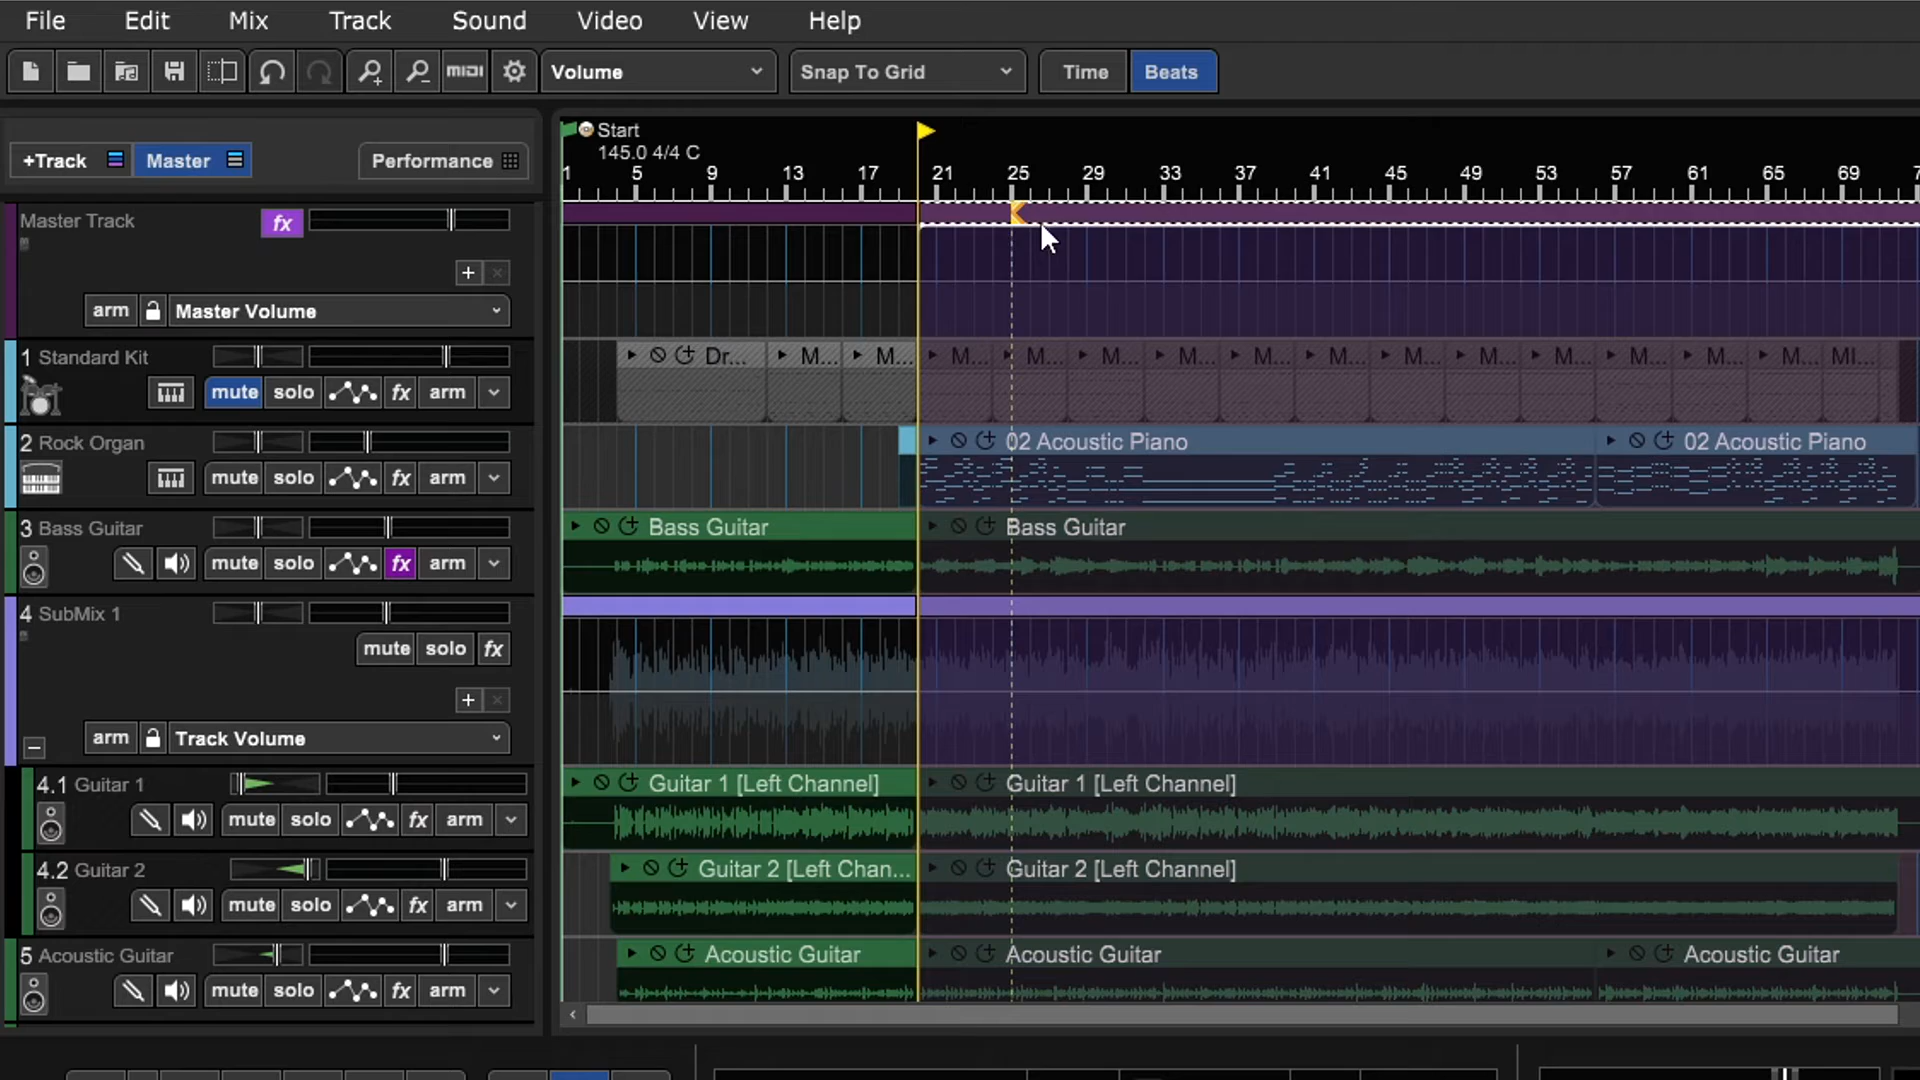 File Edit Mix Track Sound Video View Help
MIDI Volume Snap To Grid Time Beats
+Track Master Performance
Start
145.0 4/4 C
1 5 9 13 17 21 25 29 33 37 41 45 49 53 57 61 65 69
Master Track fx
arm Master Volume
1 Standard Kit
mute solo fx arm
Dr... M... M... M... M... M... M... M... M... M... M... M... M... M... M... MI...
2 Rock Organ
mute solo fx arm
02 Acoustic Piano 02 Acoustic Piano
3 Bass Guitar
mute solo fx arm
Bass Guitar Bass Guitar
4 SubMix 1
mute solo fx
arm Track Volume
4.1 Guitar 1
mute solo fx arm
Guitar 1 [Left Channel] Guitar 1 [Left Channel]
4.2 Guitar 2
mute solo fx arm
Guitar 2 [Left Chan... Guitar 2 [Left Channel]
5 Acoustic Guitar
mute solo fx arm
Acoustic Guitar Acoustic Guitar Acoustic Guitar